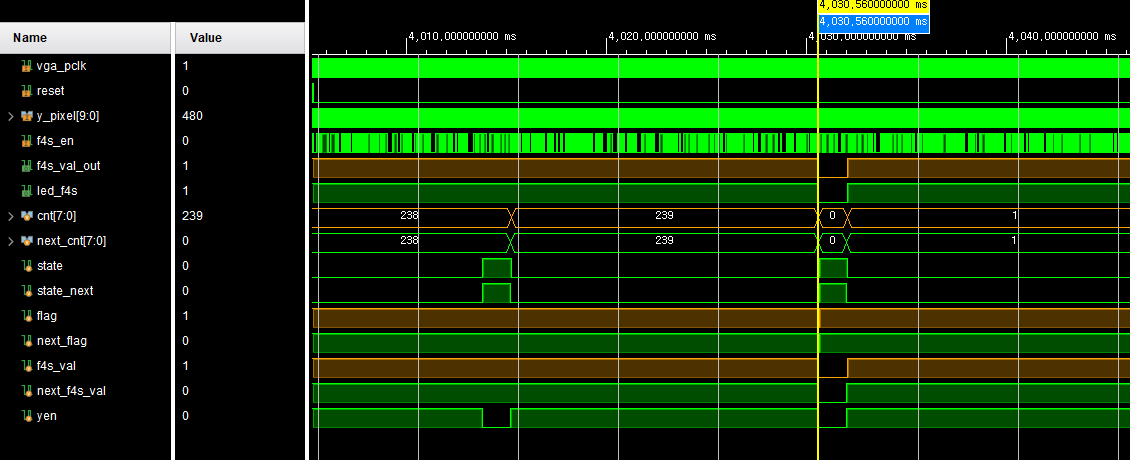 4,030,560000000 ms
4,030,560000000 ms
Name Value
4,010,000000000 ms 4,020,000000000 ms 4,030,000000000 ms 4,040,000000000 ms
vga_pclk 1
reset 0
y_pixel[9:0] 480
f4s_en 0
f4s_val_out 1
led_f4s 1
cnt[7:0] 239 238 239 0 1
next_cnt[7:0] 0 238 239 0 1
state 0
state_next 0
flag 1
next_flag 0
f4s_val 1
next_f4s_val 0
yen 0